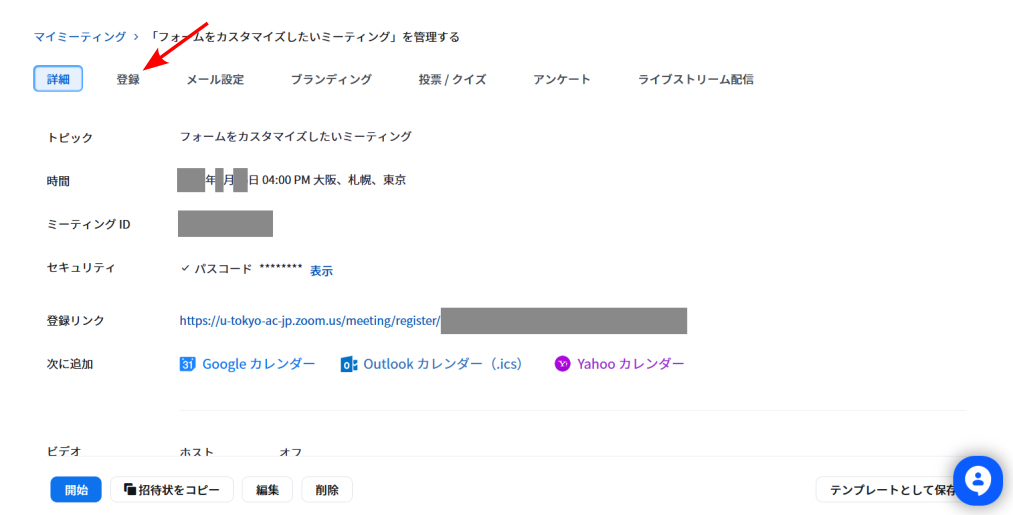 マイミーティング › 「フォームをカスタマイズしたいミーティング」を管理する
詳細 登録 メール設定 ブランディング 投票 / クイズ アンケート ライブストリーム配信
トピック フォームをカスタマイズしたいミーティング
時間 年 月 日 04:00 PM 大阪、札幌、東京
ミーティング ID
セキュリティ ✓ パスコード ******** 表示
登録リンク https://u-tokyo-ac-jp.zoom.us/meeting/register/
次に追加 31 Google カレンダー Outlook カレンダー（.ics） Yahoo カレンダー
ビデオ ホスト オフ
開始 招待状をコピー 編集 削除 テンプレートとして保存